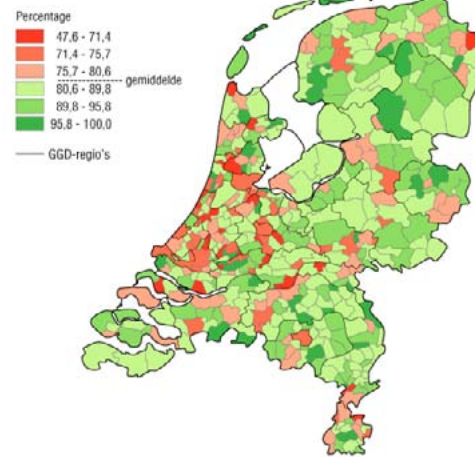 Percentage
47,6 - 71,4
71,4 - 75,7
75,7 - 80,6
gemiddelde
80,6 - 89,8
89,8 - 95,8
95,8 - 100,0
GGD-regio's